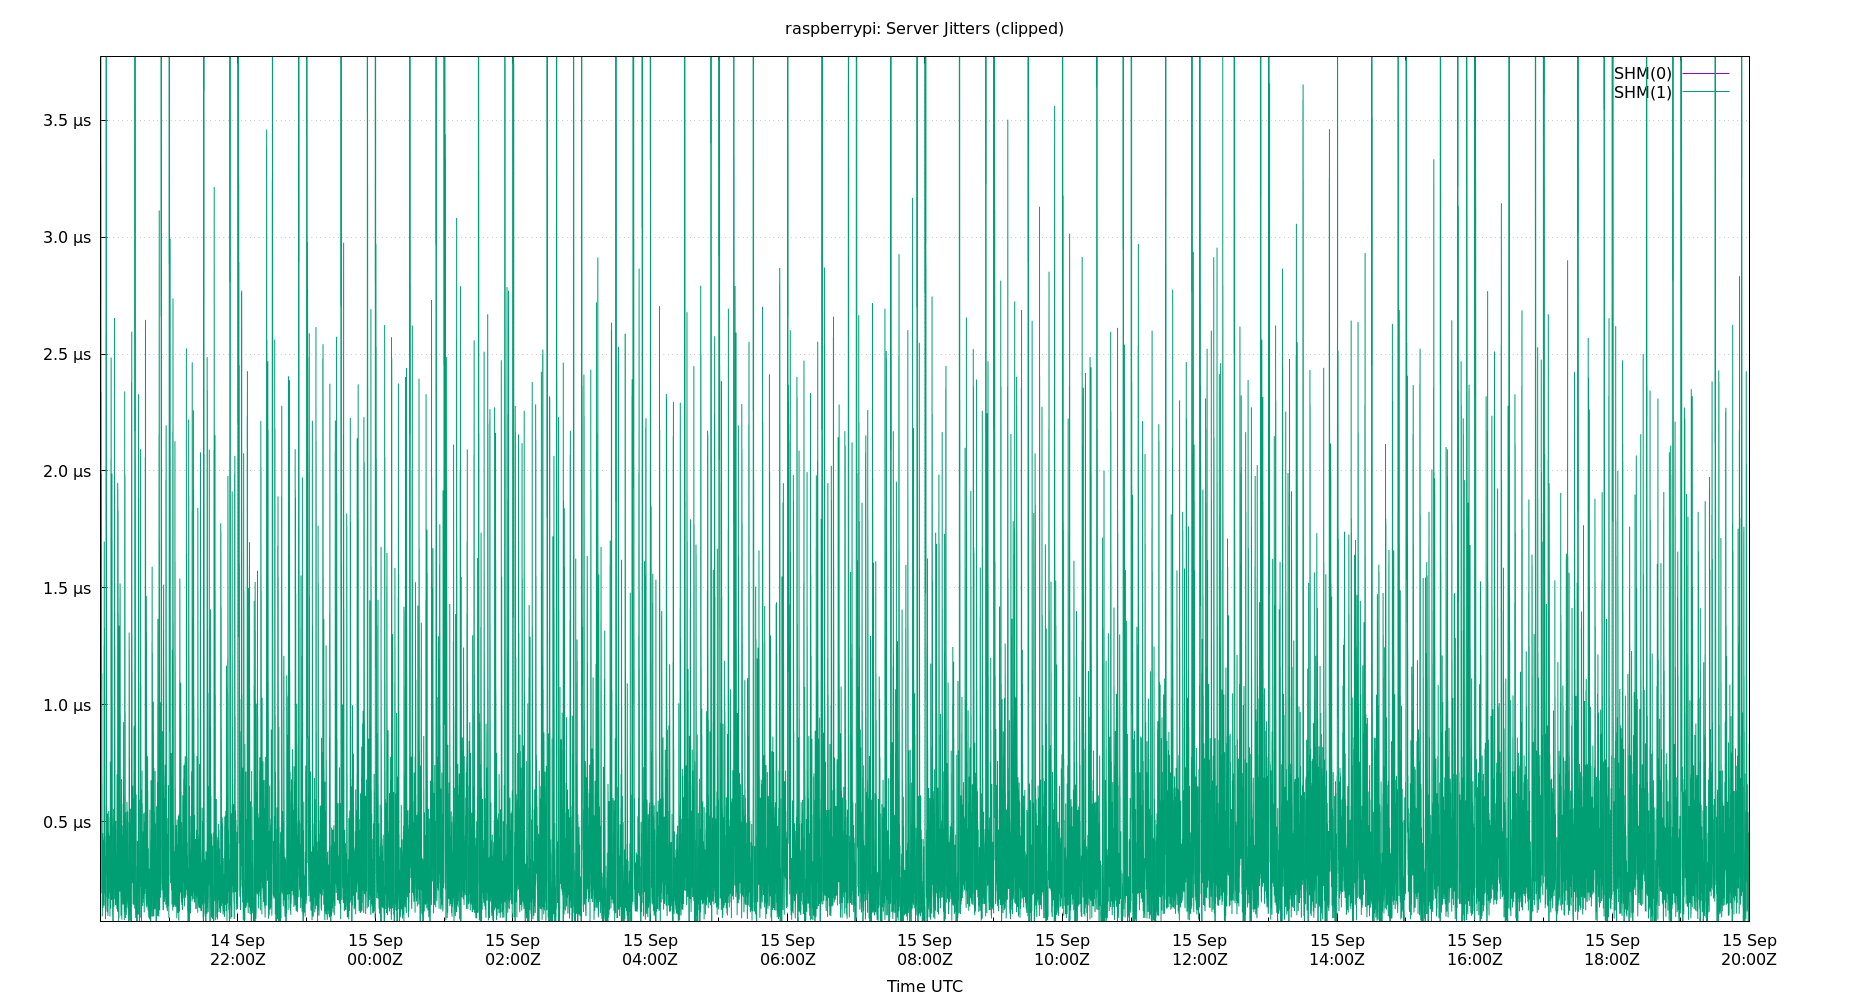 raspberrypi: Server Jitters (clipped)
SHM(0)
SHM(1)
3.5 µs
3.0 µs
2.5 µs
2.0 µs
1.5 µs
1.0 µs
0.5 µs
14 Sep 15 Sep 15 Sep 15 Sep 15 Sep 15 Sep 15 Sep 15 Sep 15 Sep 15 Sep 15 Sep 15 Sep
22:00Z 00:00Z 02:00Z 04:00Z 06:00Z 08:00Z 10:00Z 12:00Z 14:00Z 16:00Z 18:00Z 20:00Z
Time UTC